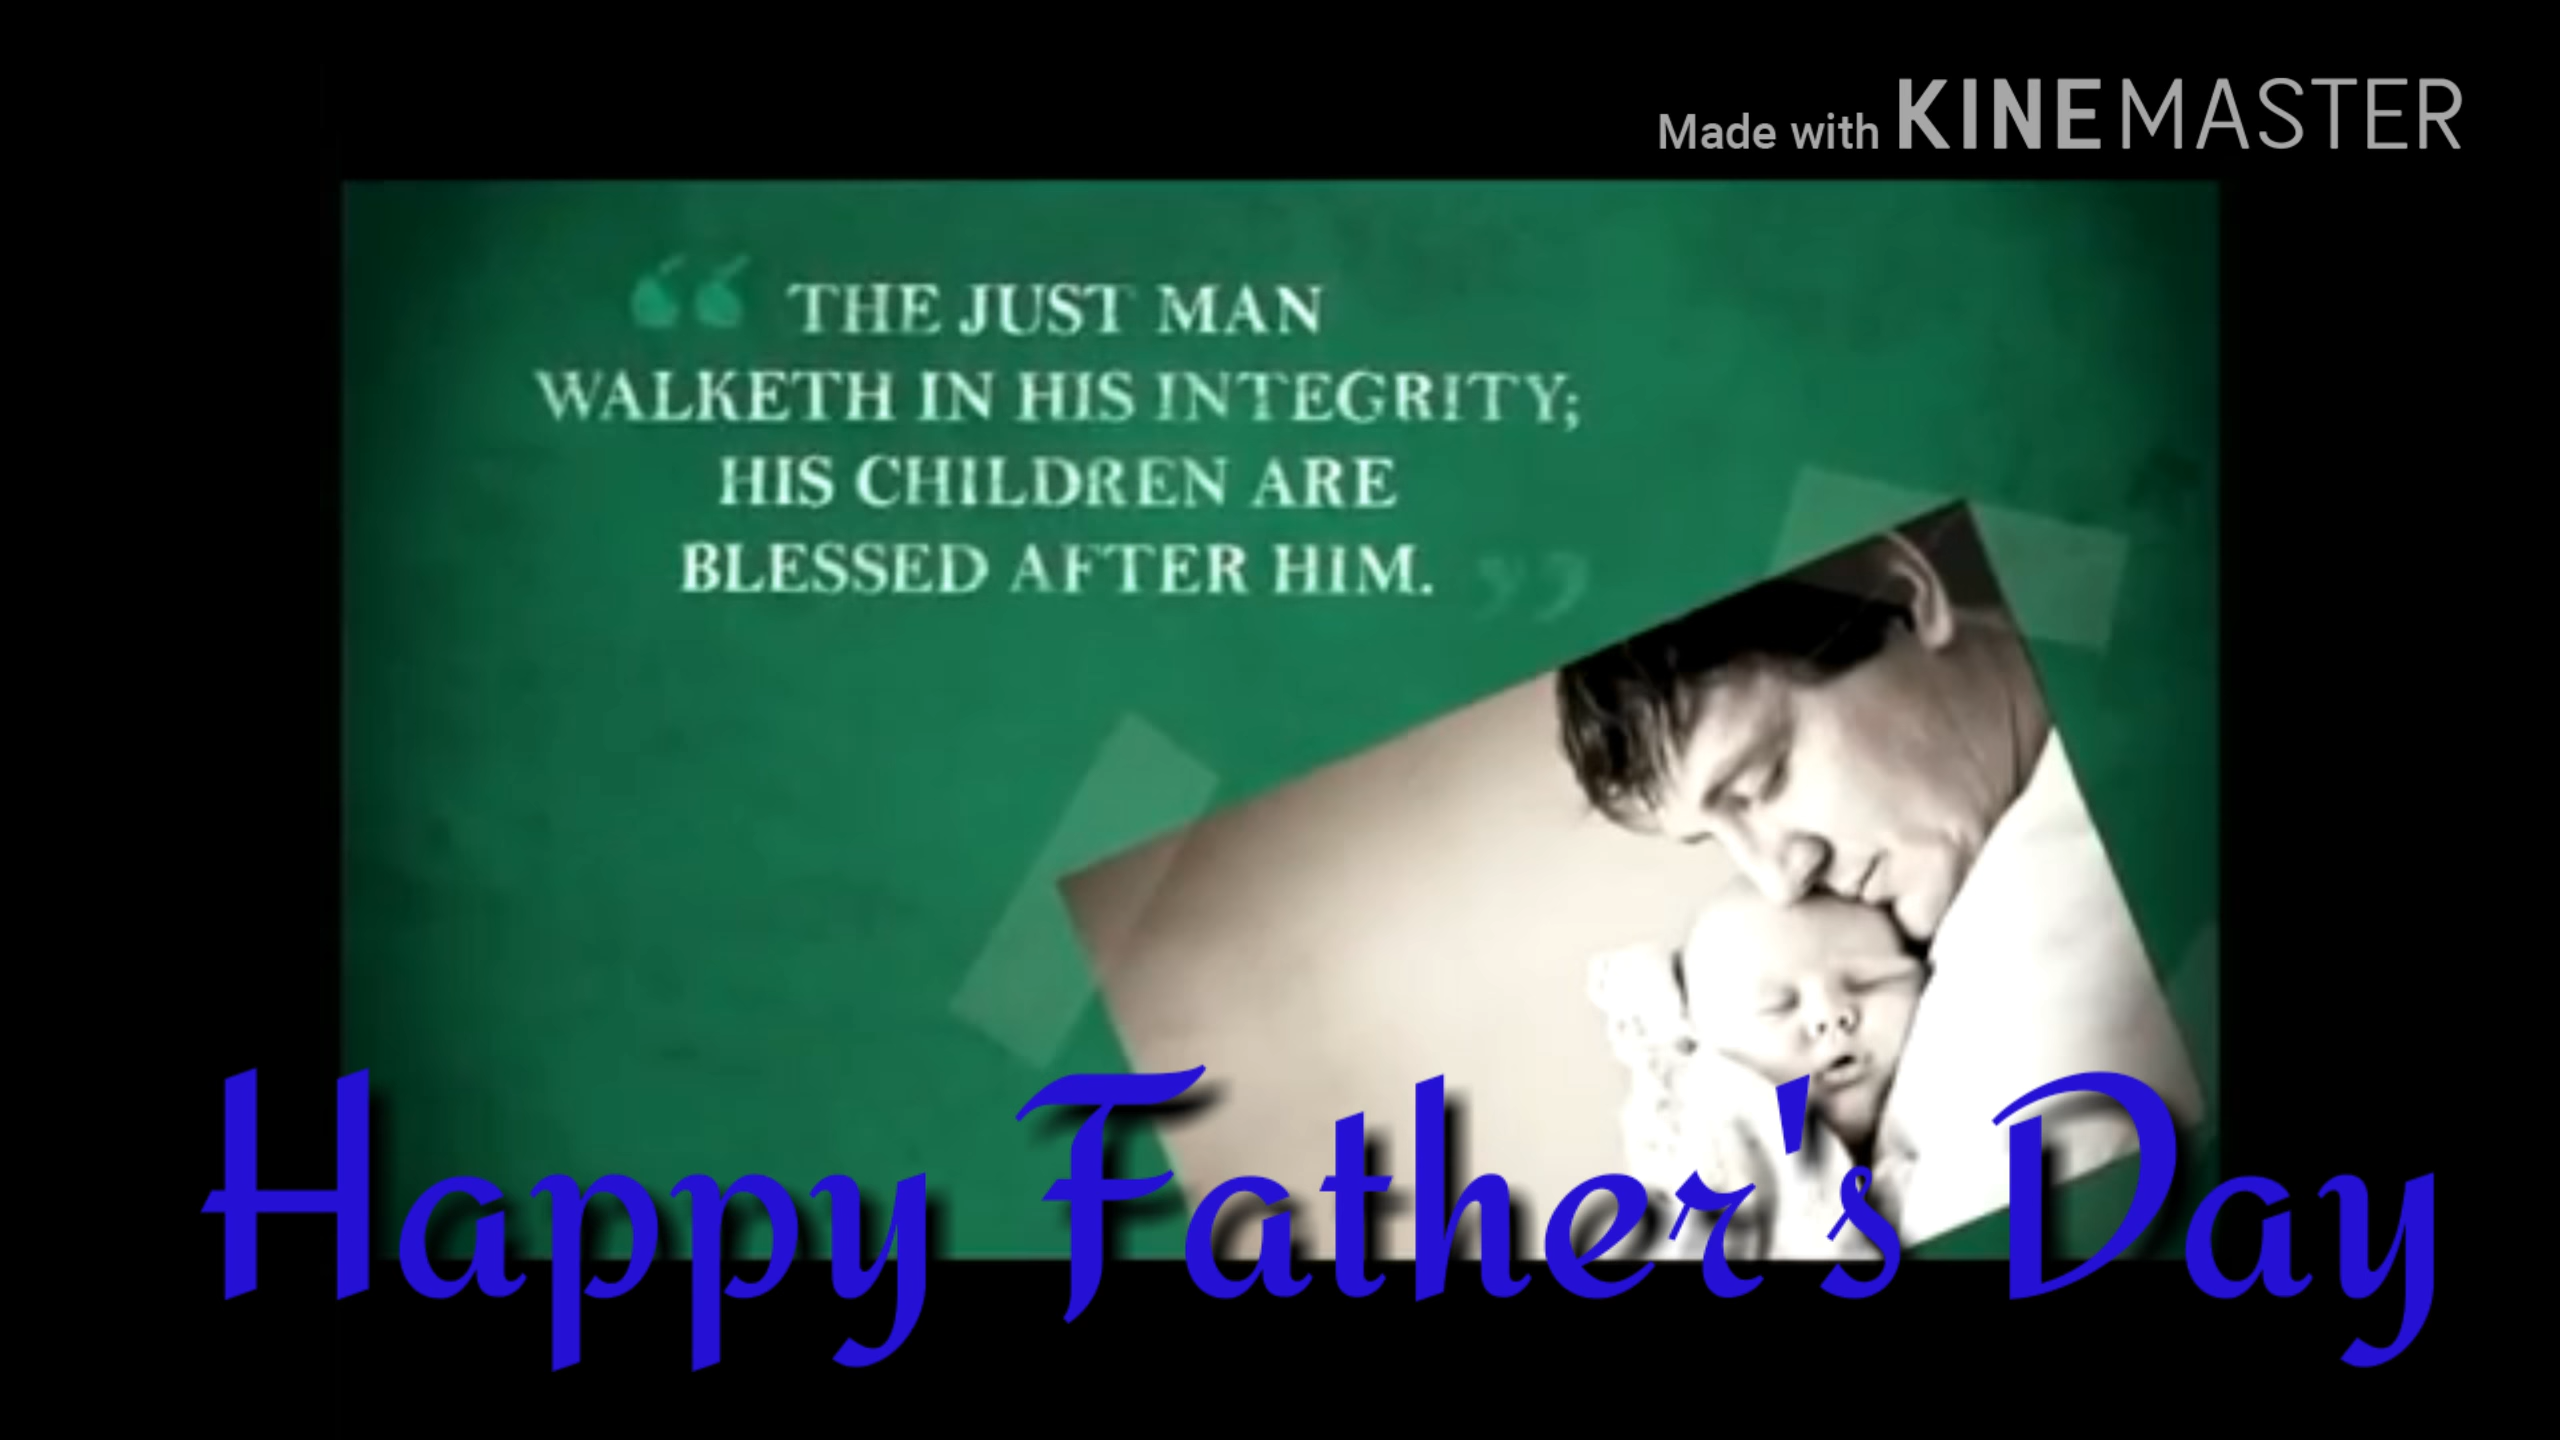 Made with KINEMASTER
“ THE JUST MAN
WALKETH IN HIS INTEGRITY;
HIS CHILDREN ARE
BLESSED AFTER HIM. ”
Happy Father's Day